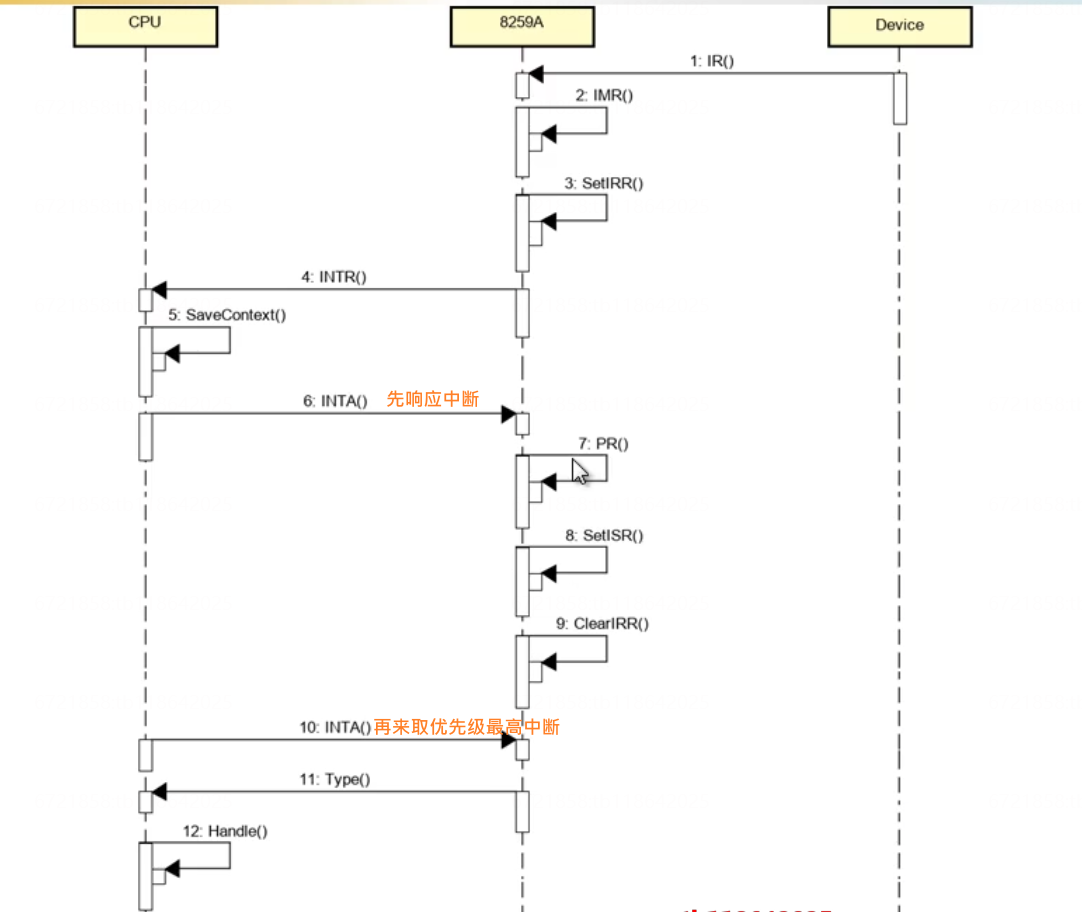 CPU
8259A
Device
1: IR()
2: IMR()
3: SetIRR()
4: INTR()
5: SaveContext()
6: INTA() 先响应中断
7: PR()
8: SetISR()
9: ClearIRR()
10: INTA() 再来取优先级最高中断
11: Type()
12: Handle()